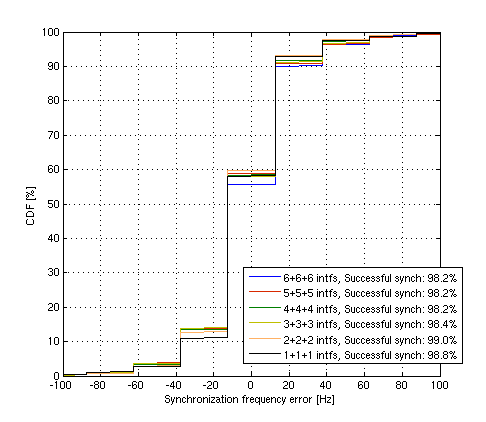 100
90
80
70
60
50
40
30
20
10
0
CDF [%]
6+6+6 intfs, Successful synch: 98.2%
5+5+5 intfs, Successful synch: 98.2%
4+4+4 intfs, Successful synch: 98.2%
3+3+3 intfs, Successful synch: 98.4%
2+2+2 intfs, Successful synch: 99.0%
1+1+1 intfs, Successful synch: 98.8%
-100 -80 -60 -40 -20 0 20 40 60 80 100
Synchronization frequency error [Hz]